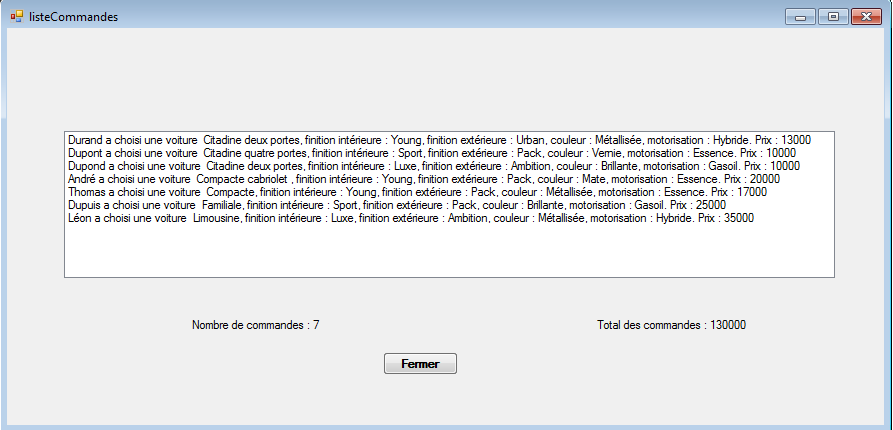 listeCommandes
Durand a choisi une voiture  Citadine deux portes, finition intérieure : Young, finition extérieure : Urban, couleur : Métallisée, motorisation : Hybride. Prix : 13000
Dupont a choisi une voiture  Citadine quatre portes, finition intérieure : Sport, finition extérieure : Pack, couleur : Vernie, motorisation : Essence. Prix : 10000
Dupond a choisi une voiture  Citadine deux portes, finition intérieure : Luxe, finition extérieure : Ambition, couleur : Brillante, motorisation : Gasoil. Prix : 10000
André a choisi une voiture  Compacte cabriolet , finition intérieure : Young, finition extérieure : Pack, couleur : Mate, motorisation : Essence. Prix : 20000
Thomas a choisi une voiture  Compacte, finition intérieure : Young, finition extérieure : Pack, couleur : Métallisée, motorisation : Essence. Prix : 17000
Dupuis a choisi une voiture  Familiale, finition intérieure : Sport, finition extérieure : Pack, couleur : Brillante, motorisation : Gasoil. Prix : 25000
Léon a choisi une voiture  Limousine, finition intérieure : Luxe, finition extérieure : Ambition, couleur : Métallisée, motorisation : Hybride. Prix : 35000
Nombre de commandes : 7
Total des commandes : 130000
Fermer